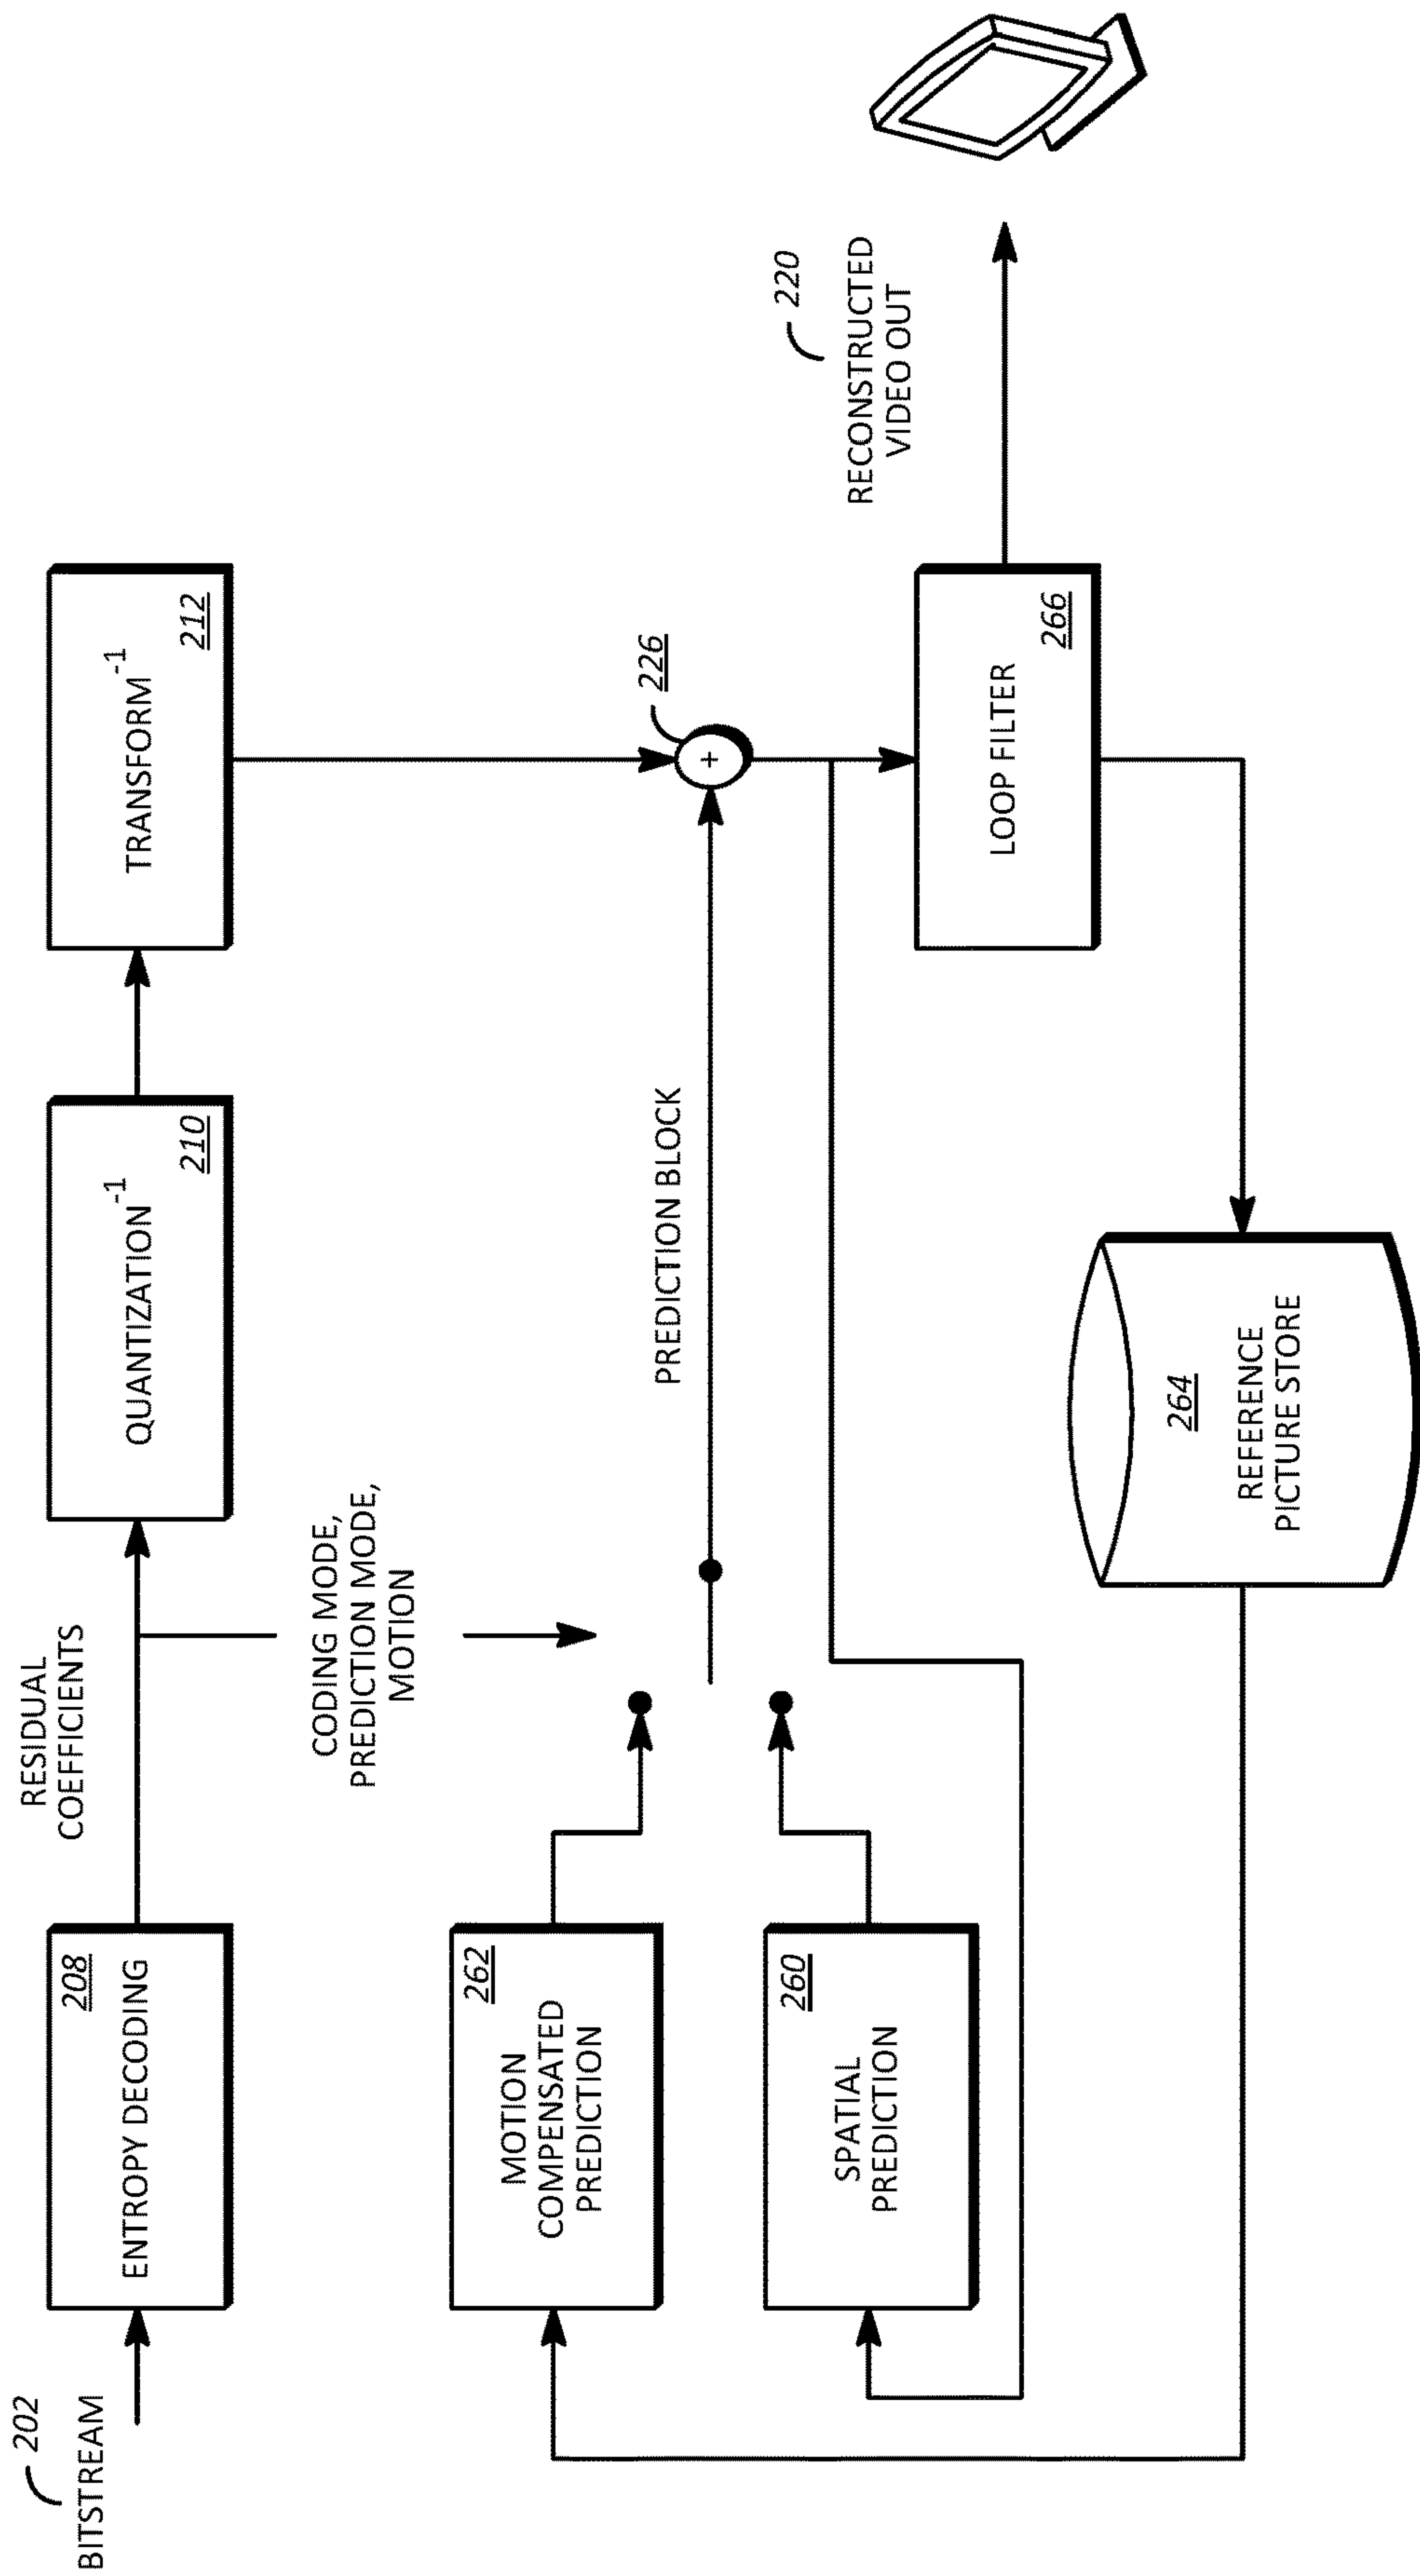 202
BITSTREAM
208
ENTROPY DECODING
RESIDUAL
COEFFICIENTS
QUANTIZATION-1
210
TRANSFORM-1
212
CODING MODE,
PREDICTION MODE,
MOTION
262
MOTION
COMPENSATED
PREDICTION
260
SPATIAL
PREDICTION
PREDICTION BLOCK
226
+
LOOP FILTER
266
220
RECONSTRUCTED
VIDEO OUT
264
REFERENCE
PICTURE STORE